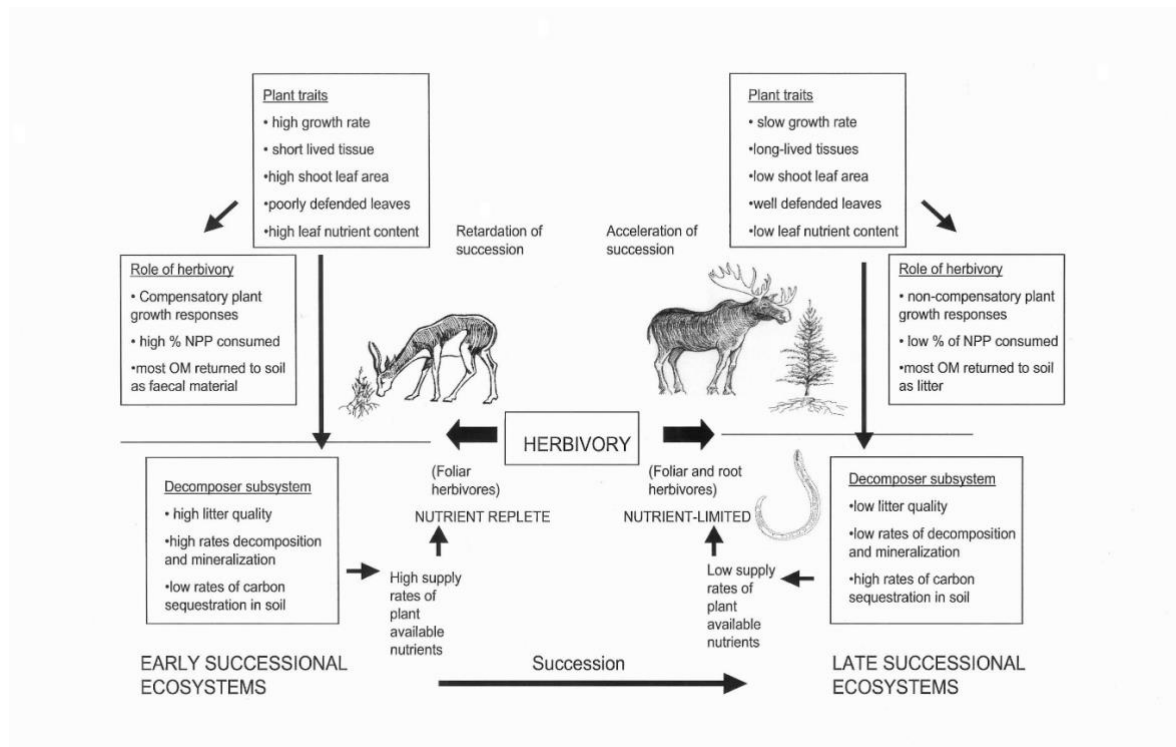 Plant traits
• high growth rate
• short lived tissue
•high shoot leaf area
•poorly defended leaves
•high leaf nutrient content
Role of herbivory
• Compensatory plant
growth responses
• high % NPP consumed
•most OM returned to soil
as faecal material
Retardation of
succession
Acceleration of
succession
Plant traits
• slow growth rate
•long-lived tissues
•low shoot leaf area
•well defended leaves
•low leaf nutrient content
Role of herbivory
• non-compensatory plant
growth responses
• low % of NPP consumed
•most OM returned to soil
as litter
HERBIVORY
(Foliar
herbivores)
NUTRIENT REPLETE
(Foliar and root
herbivores)
NUTRIENT-LIMITED
Decomposer subsystem
• high litter quality
•high rates decomposition
and mineralization
•low rates of carbon
sequestration in soil
High supply
rates of
plant
available
nutrients
Low supply
rates of
plant
available
nutrients
Decomposer subsystem
•low litter quality
•low rates of decomposition
and mineralization
•high rates of carbon
sequestration in soil
EARLY SUCCESSIONAL
ECOSYSTEMS
Succession
LATE SUCCESSIONAL
ECOSYSTEMS